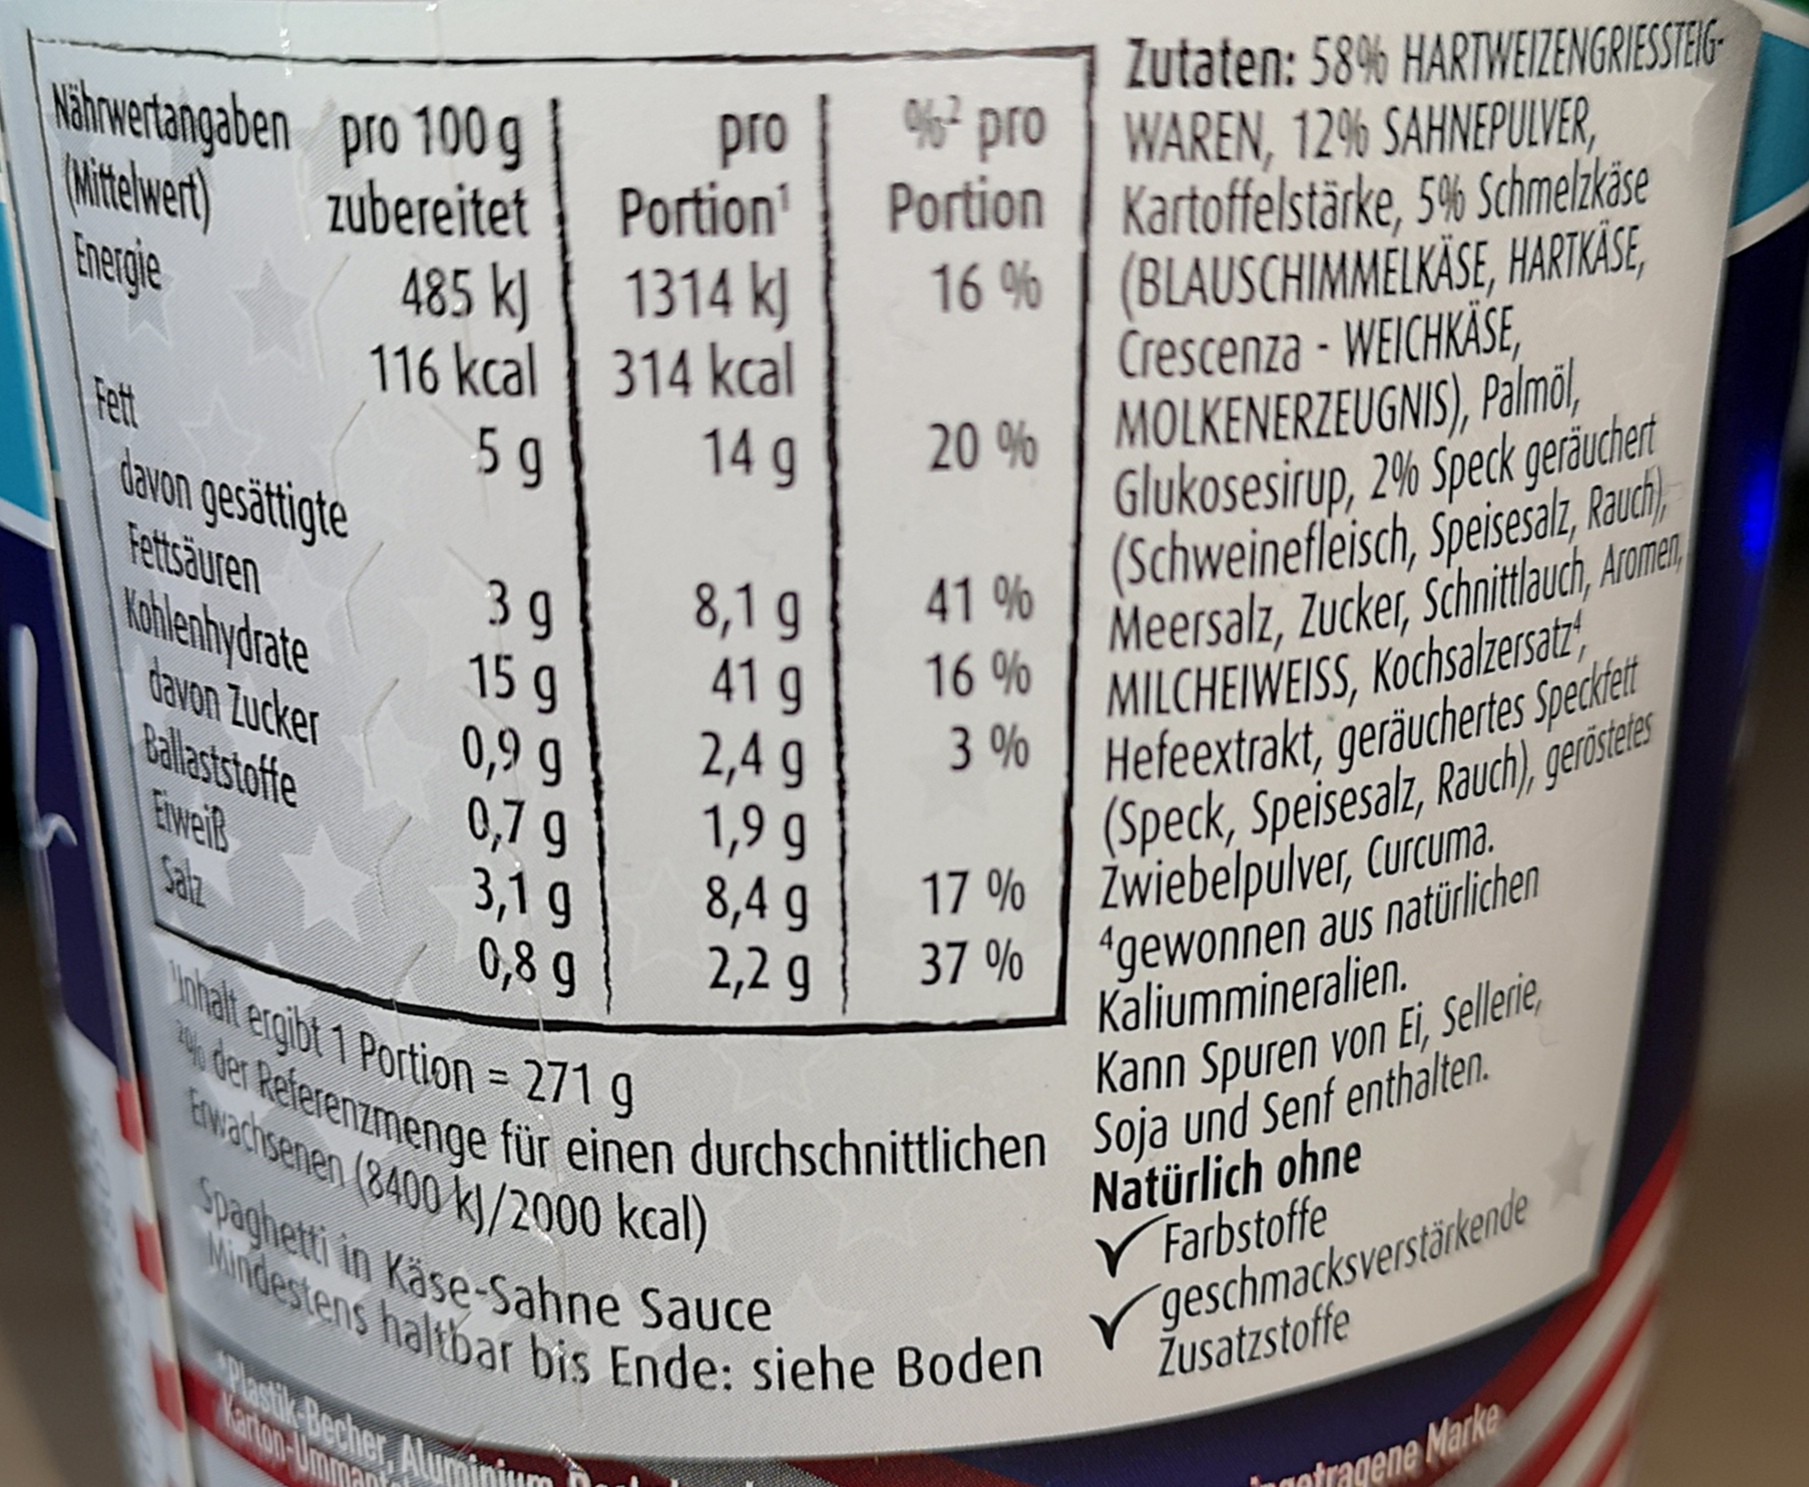 Nährwertangaben pro 100 g pro %² pro
(Mittelwert) zubereitet Portion¹ Portion
Energie 485 kJ 1314 kJ 16 %
116 kcal 314 kcal
Fett 5 g 14 g 20 %
davon gesättigte
Fettsäuren 3 g 8,1 g 41 %
Kohlenhydrate 15 g 41 g 16 %
davon Zucker 0,9 g 2,4 g 3 %
Ballaststoffe 0,7 g 1,9 g
Eiweiß 3,1 g 8,4 g 17 %
Salz 0,8 g 2,2 g 37 %
¹Inhalt ergibt 1 Portion = 271 g
²% der Referenzmenge für einen durchschnittlichen
Erwachsenen (8400 kJ/2000 kcal)
Spaghetti in Käse-Sahne Sauce
Mindestens haltbar bis Ende: siehe Boden
Zutaten: 58% HARTWEIZENGRIESSTEIG-
WAREN, 12% SAHNEPULVER,
Kartoffelstärke, 5% Schmelzkäse
(BLAUSCHIMMELKÄSE, HARTKÄSE,
Crescenza - WEICHKÄSE,
MOLKENERZEUGNIS), Palmöl,
Glukosesirup, 2% Speck geräuchert
(Schweinefleisch, Speisesalz, Rauch),
Meersalz, Zucker, Schnittlauch, Aromen,
MILCHEIWEISS, Kochsalzersatz⁴,
Hefeextrakt, geräuchertes Speckfett
(Speck, Speisesalz, Rauch), geröstetes
Zwiebelpulver, Curcuma.
⁴gewonnen aus natürlichen
Kaliummineralien.
Kann Spuren von Ei, Sellerie,
Soja und Senf enthalten.
Natürlich ohne
✓ Farbstoffe
✓ geschmacksverstärkende
Zusatzstoffe
*Plastik-Becher, Aluminium
Marke